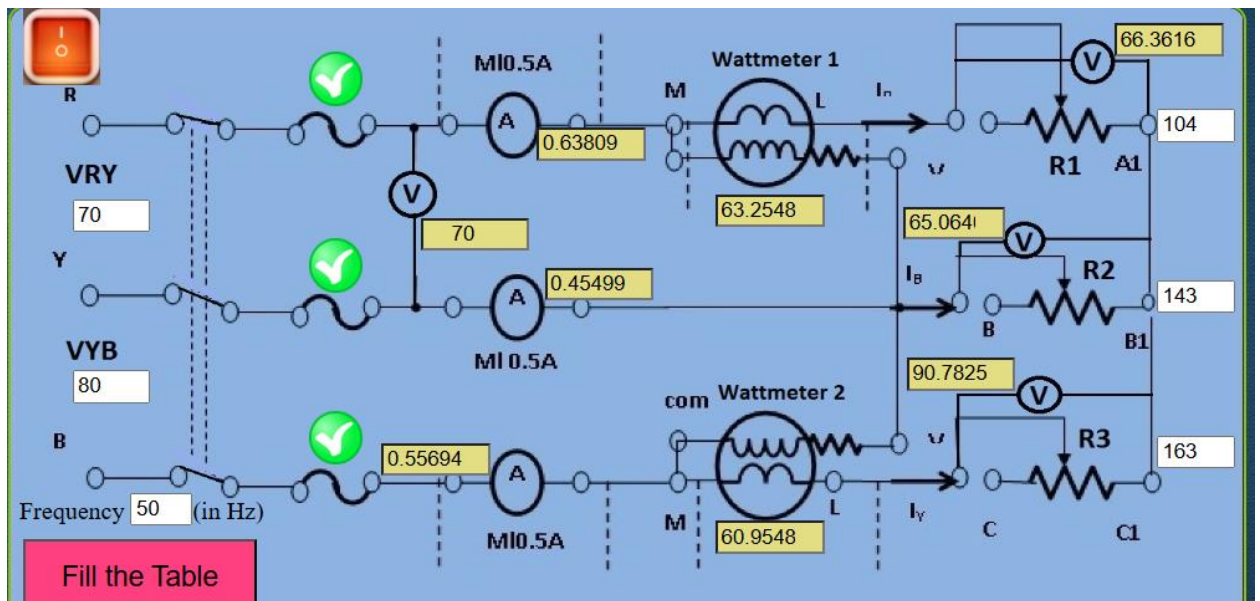 I
O
R
MI0.5A
Wattmeter 1
66.3616
M
L
A
V
0.63809
104
VRY
R1
A1
70
V
63.2548
65.064
70
V
Y
I_B
R2
0.45499
A
143
B
B1
VYB
MI 0.5A
90.7825
80
com
Wattmeter 2
V
B
R3
0.55694
A
163
Frequency 50 (in Hz)
M
L
I_Y
C
C1
MI0.5A
60.9548
Fill the Table